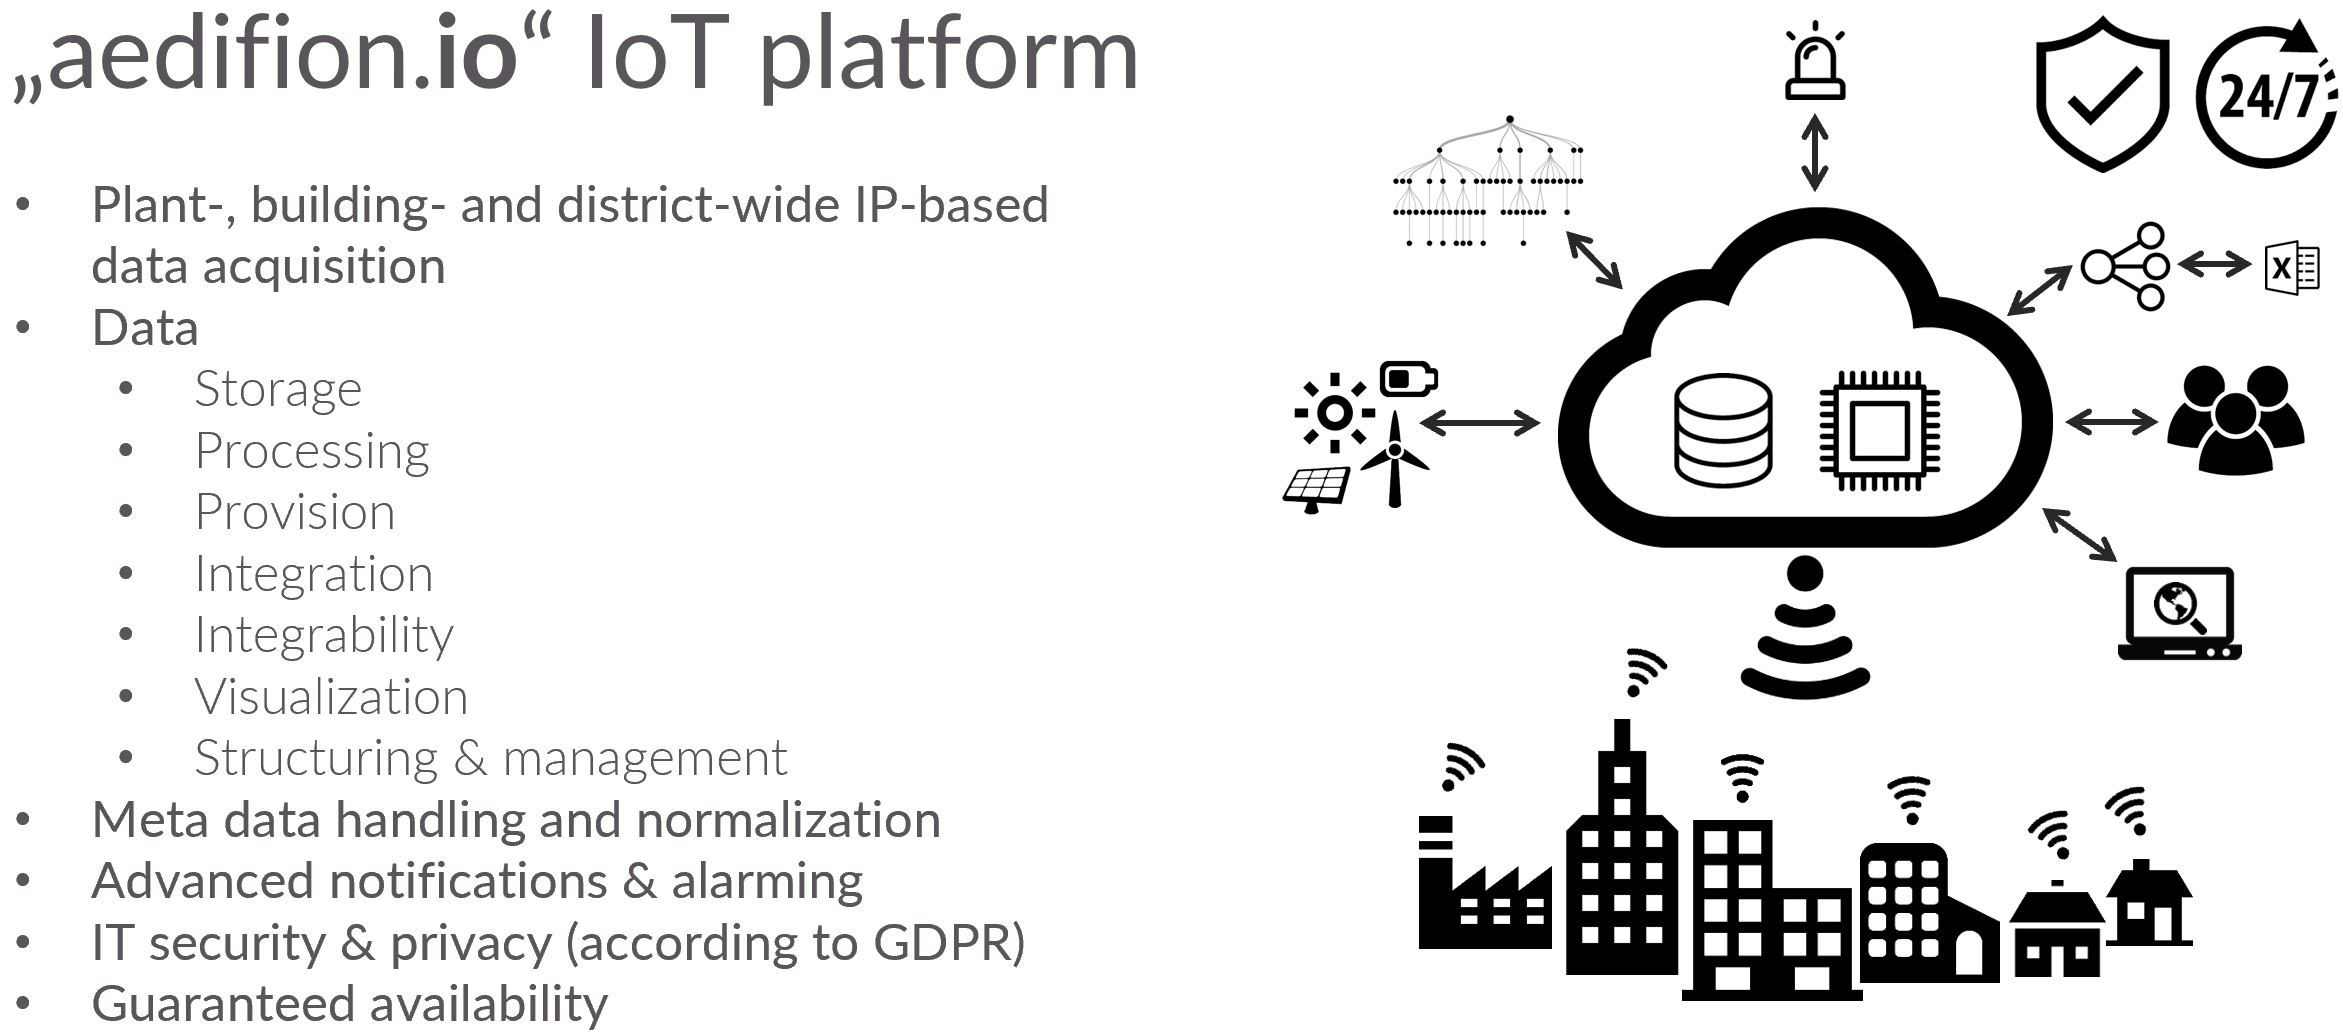 „aedifion.io“ IoT platform
• Plant-, building- and district-wide IP-based
data acquisition
• Data
• Storage
• Processing
• Provision
• Integration
• Integrability
• Visualization
• Structuring & management
• Meta data handling and normalization
• Advanced notifications & alarming
• IT security & privacy (according to GDPR)
• Guaranteed availability
24/7
X